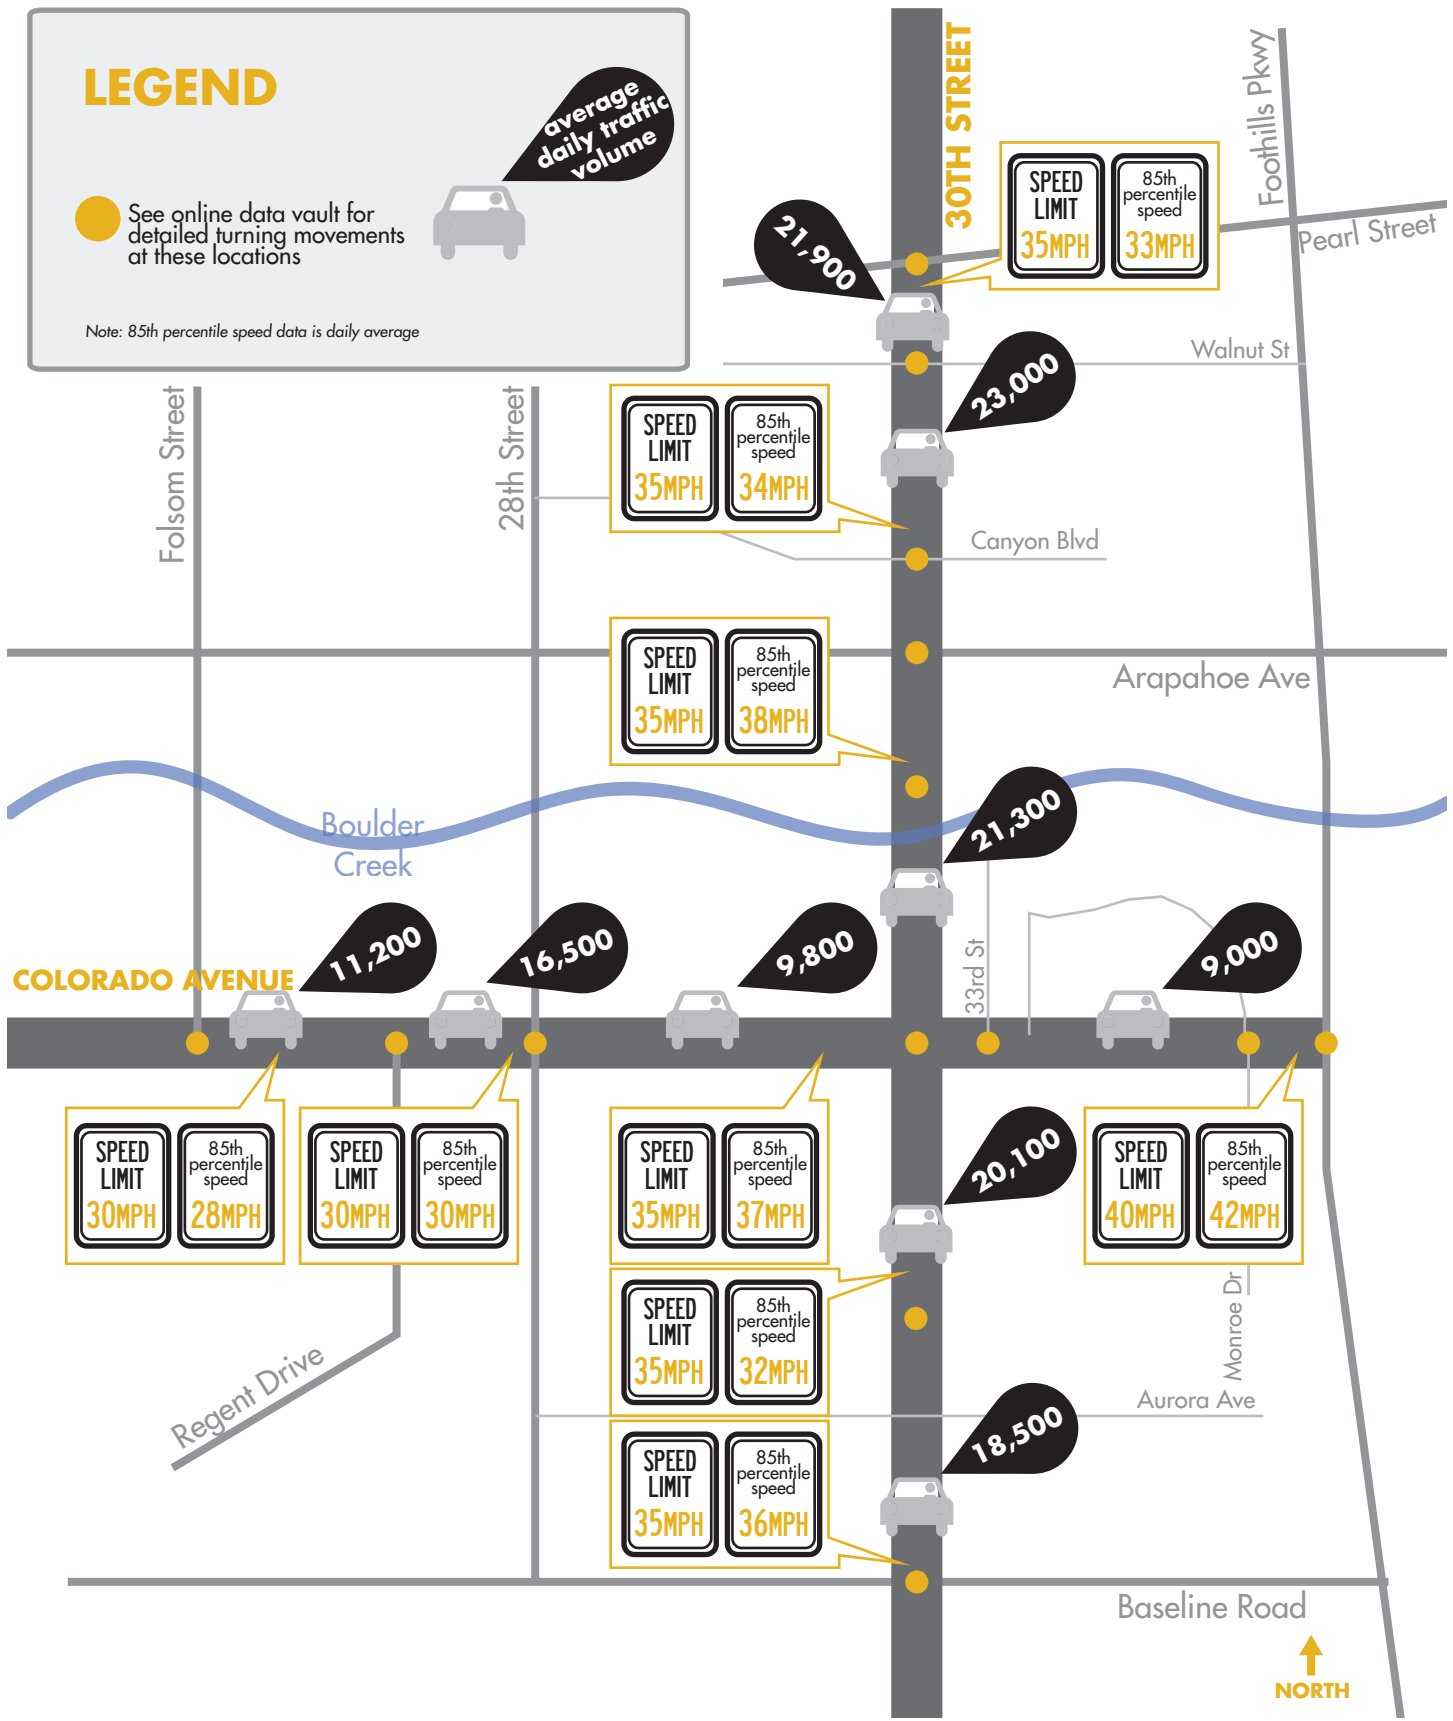 LEGEND
average
daily traffic
volume
See online data vault for
detailed turning movements
at these locations
Note: 85th percentile speed data is daily average
30TH STREET
Foothills Pkwy
SPEED
LIMIT
35MPH
85th
percentile
speed
33MPH
Pearl Street
21,900
Walnut St
23,000
Folsom Street
28th Street
SPEED
LIMIT
35MPH
85th
percentile
speed
34MPH
Canyon Blvd
SPEED
LIMIT
35MPH
85th
percentile
speed
38MPH
Arapahoe Ave
Boulder
Creek
21,300
COLORADO AVENUE
11,200
16,500
9,800
33rd St
9,000
SPEED
LIMIT
30MPH
85th
percentile
speed
28MPH
SPEED
LIMIT
30MPH
85th
percentile
speed
30MPH
SPEED
LIMIT
35MPH
85th
percentile
speed
37MPH
20,100
SPEED
LIMIT
40MPH
85th
percentile
speed
42MPH
SPEED
LIMIT
35MPH
85th
percentile
speed
32MPH
Monroe Dr
Regent Drive
Aurora Ave
18,500
SPEED
LIMIT
35MPH
85th
percentile
speed
36MPH
Baseline Road
NORTH